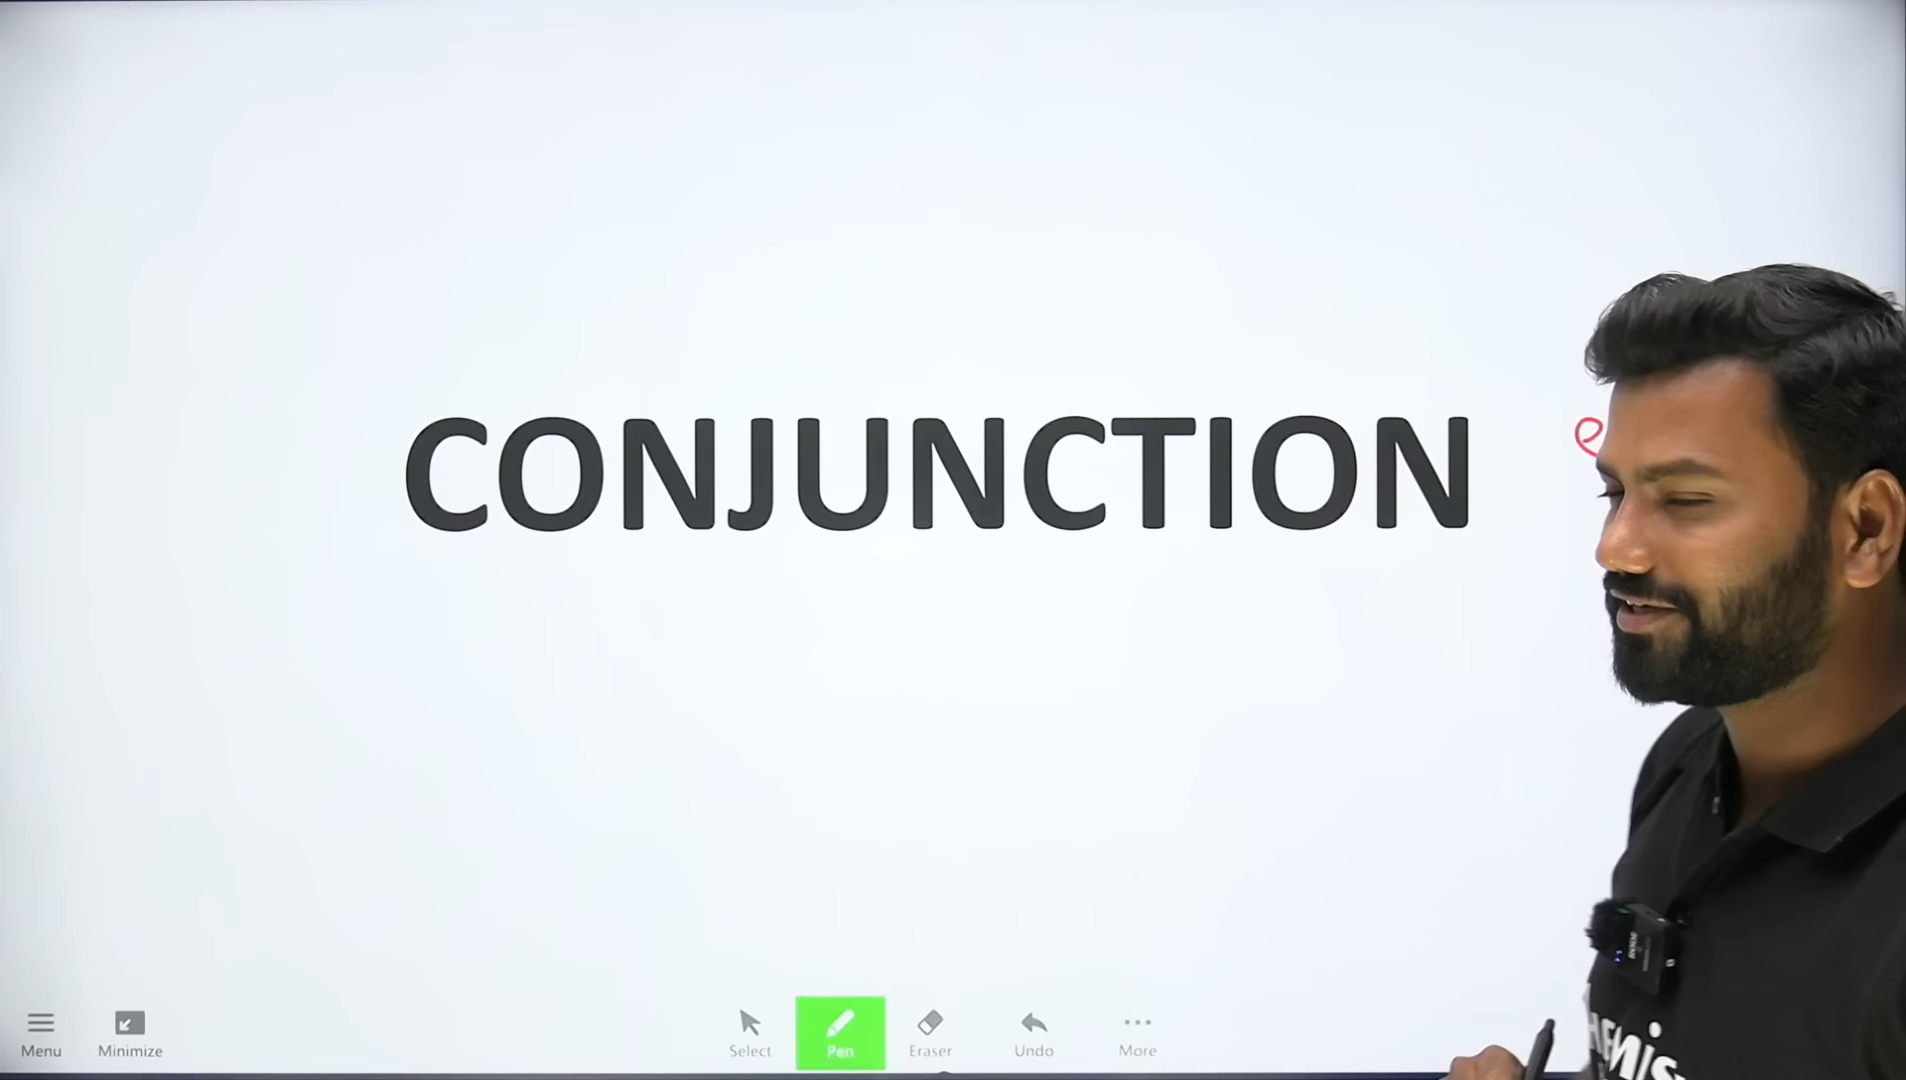 CONJUNCTION
Menu
Minimize
Select
Pen
Eraser
Undo
More